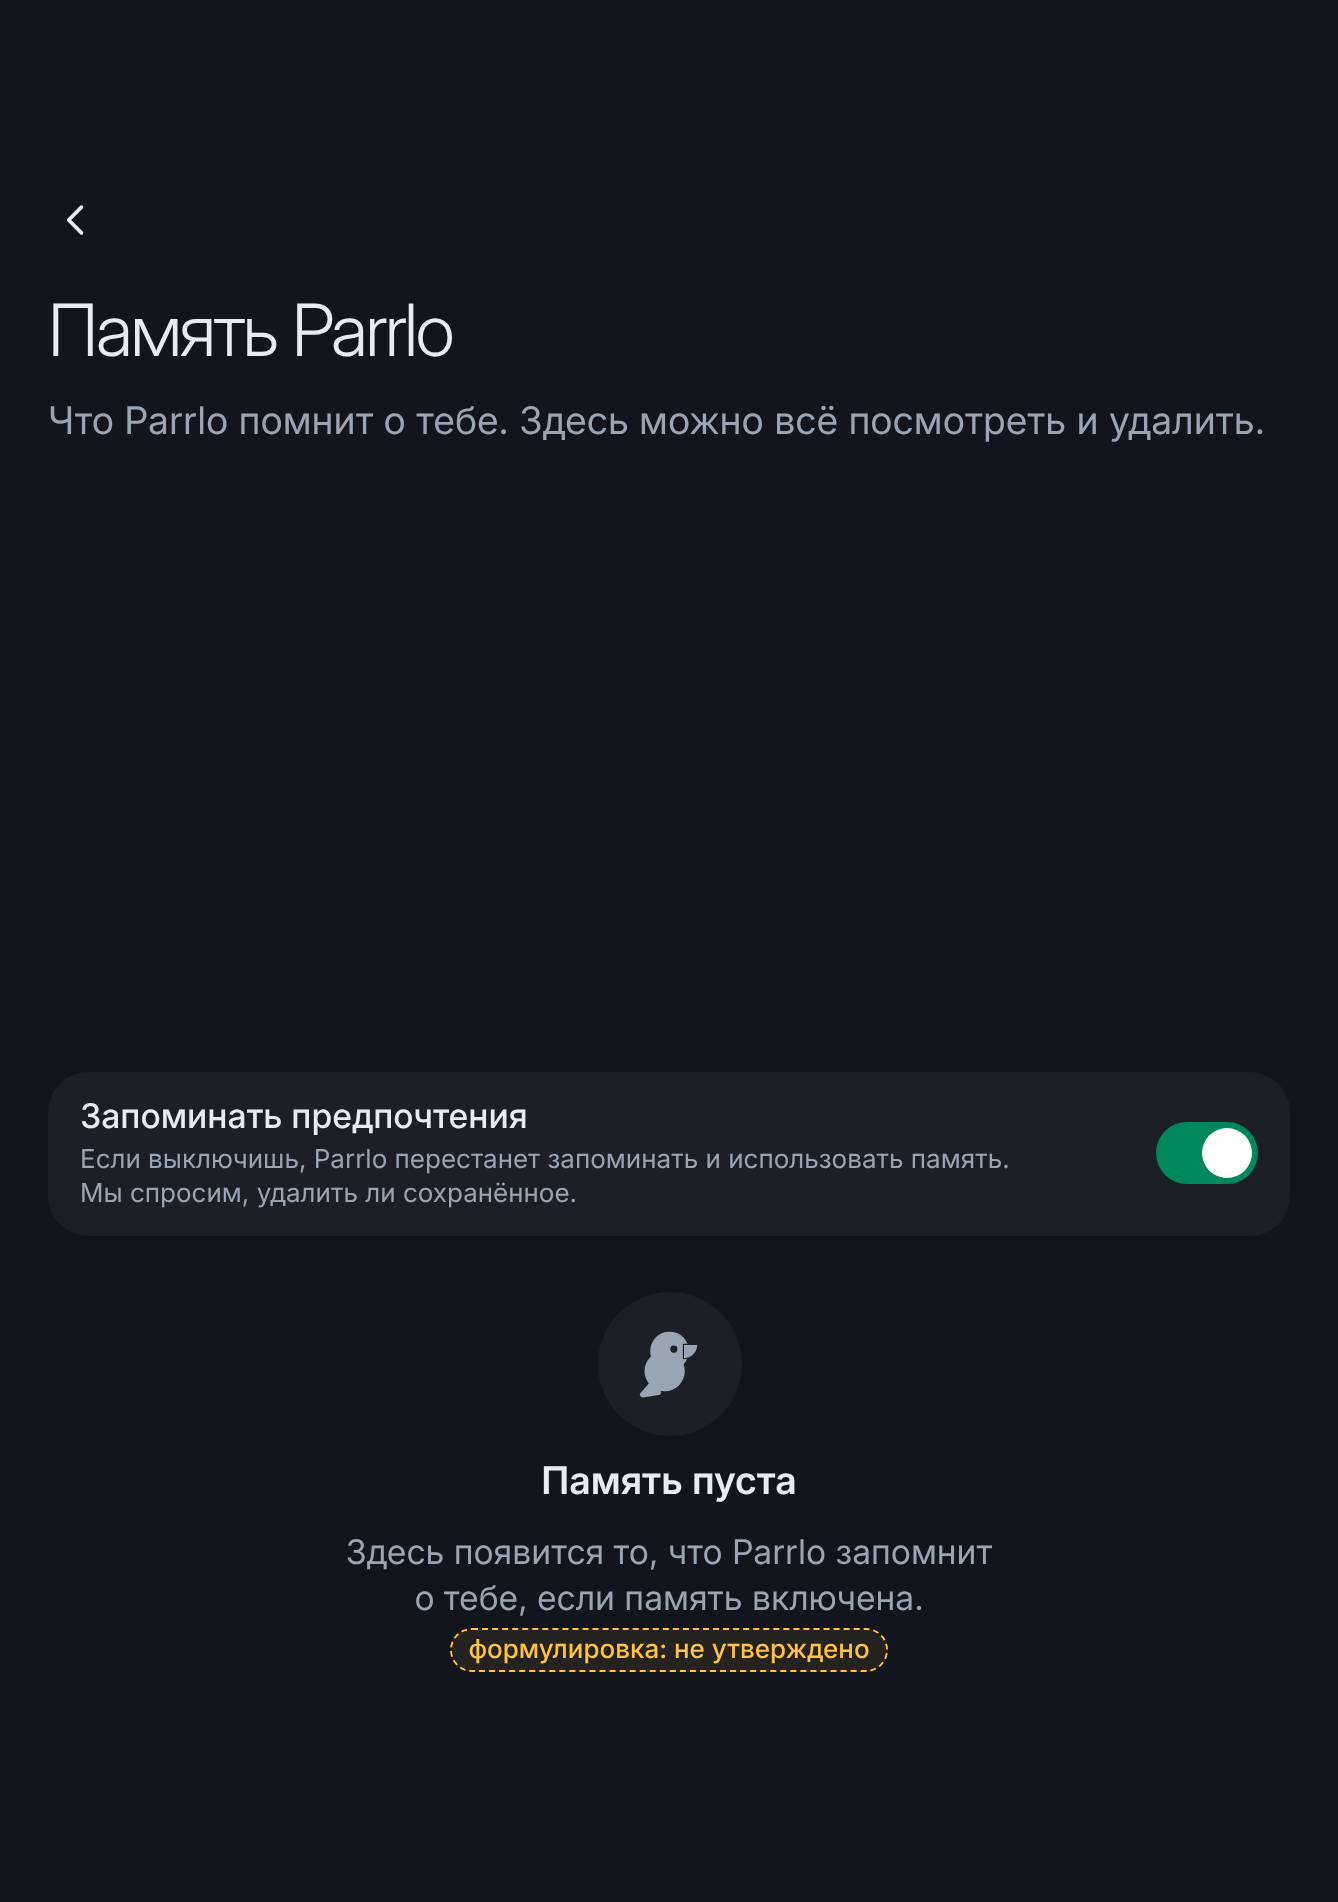 Память Parrlo
Что Parrlo помнит о тебе. Здесь можно всё посмотреть и удалить.
Запоминать предпочтения
Если выключишь, Parrlo перестанет запоминать и использовать память.
Мы спросим, удалить ли сохранённое.
Память пуста
Здесь появится то, что Parrlo запомнит
о тебе, если память включена.
формулировка: не утверждено